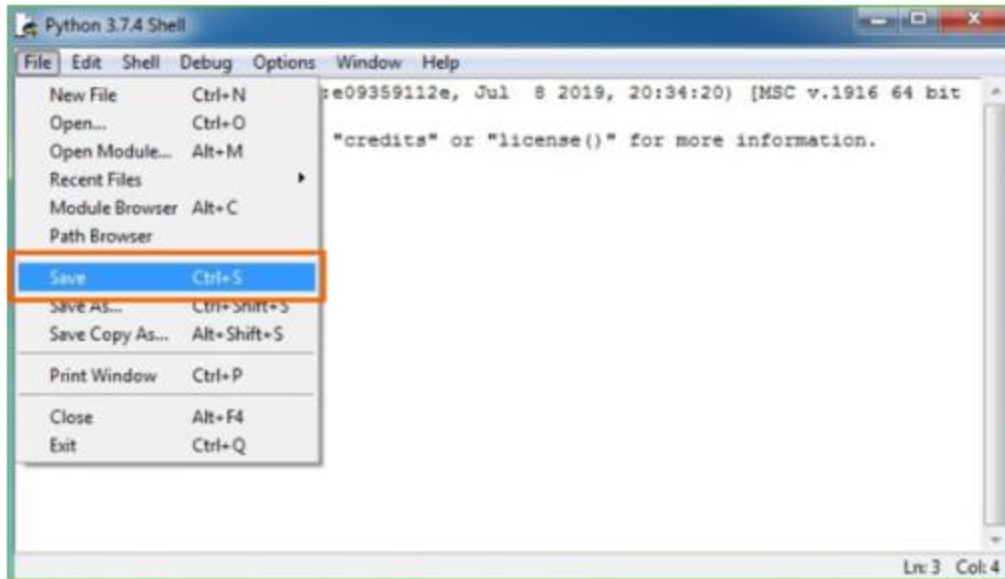 Python 3.7.4 Shell
File Edit Shell Debug Options Window Help
:e09359112e, Jul 8 2019, 20:34:20) [MSC v.1916 64 bit
"credits" or "license()" for more information.
New File Ctrl+N
Open... Ctrl+O
Open Module... Alt+M
Recent Files
Module Browser Alt+C
Path Browser
Save Ctrl+S
Save As... Ctrl+Shift+S
Save Copy As... Alt+Shift+S
Print Window Ctrl+P
Close Alt+F4
Exit Ctrl+Q
Ln: 3 Col: 4